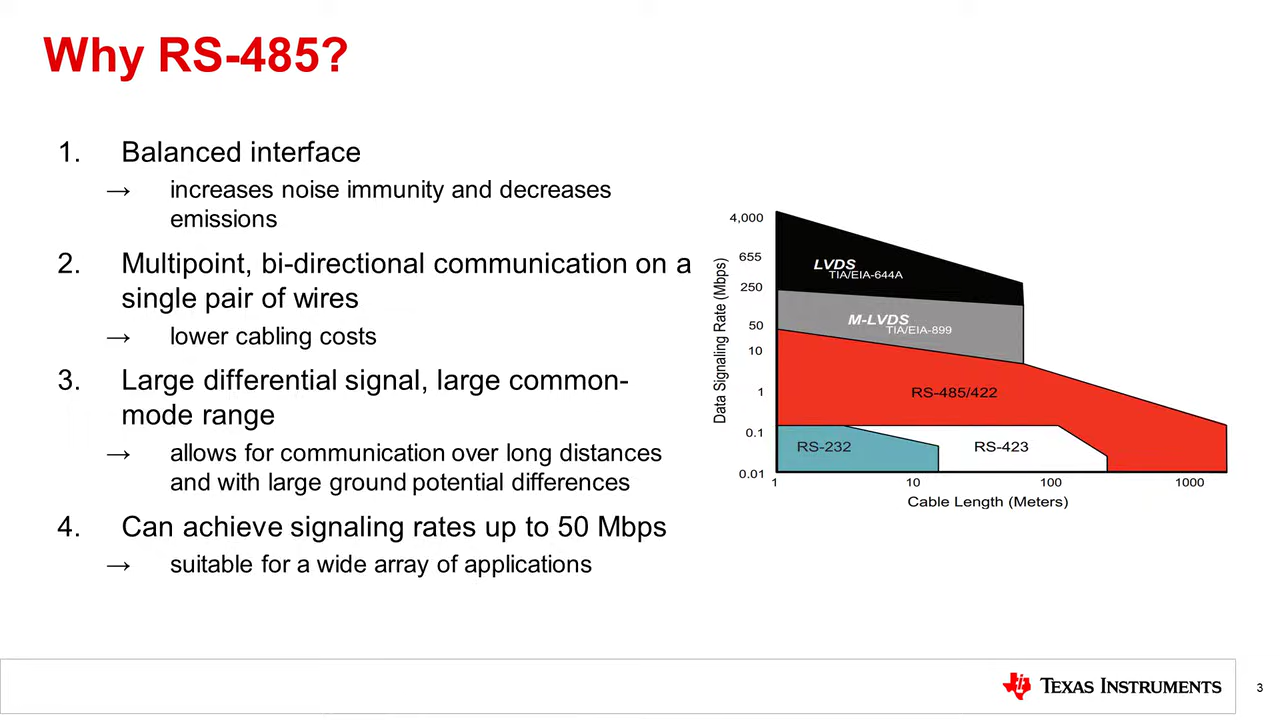 Why RS-485?
1. Balanced interface
→ increases noise immunity and decreases
emissions
2. Multipoint, bi-directional communication on a
single pair of wires
→ lower cabling costs
3. Large differential signal, large common-
mode range
→ allows for communication over long distances
and with large ground potential differences
4. Can achieve signaling rates up to 50 Mbps
→ suitable for a wide array of applications
Data Signaling Rate (Mbps)
4,000
655
250
50
10
1
0.1
0.01
LVDS
TIA/EIA-644A
M-LVDS
TIA/EIA-899
RS-485/422
RS-232
RS-423
1 10 100 1000
Cable Length (Meters)
TEXAS INSTRUMENTS
3